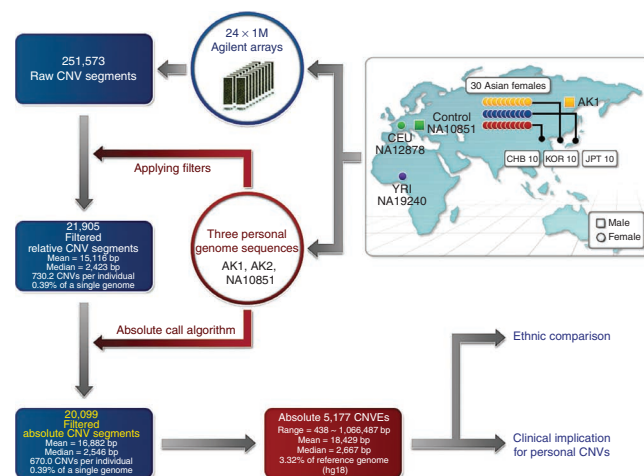 251,573
Raw CNV segments
24 × 1M
Agilent arrays
30 Asian females
AK1
Control
NA10851
CEU
NA12878
YRI
NA19240
CHB 10
KOR 10
JPT 10
Male
Female
Applying filters
Three personal
genome sequences
AK1, AK2,
NA10851
21,905
Filtered
relative CNV segments
Mean = 15,116 bp
Median = 2,423 bp
730.2 CNVs per individual
0.39% of a single genome
Absolute call algorithm
20,099
Filtered
absolute CNV segments
Mean = 16,882 bp
Median = 2,546 bp
670.0 CNVs per individual
0.39% of a single genome
Absolute 5,177 CNVEs
Range = 438 ~ 1,066,487 bp
Mean = 18,429 bp
Median = 2,667 bp
3.32% of reference genome
(hg18)
Ethnic comparison
Clinical implication
for personal CNVs